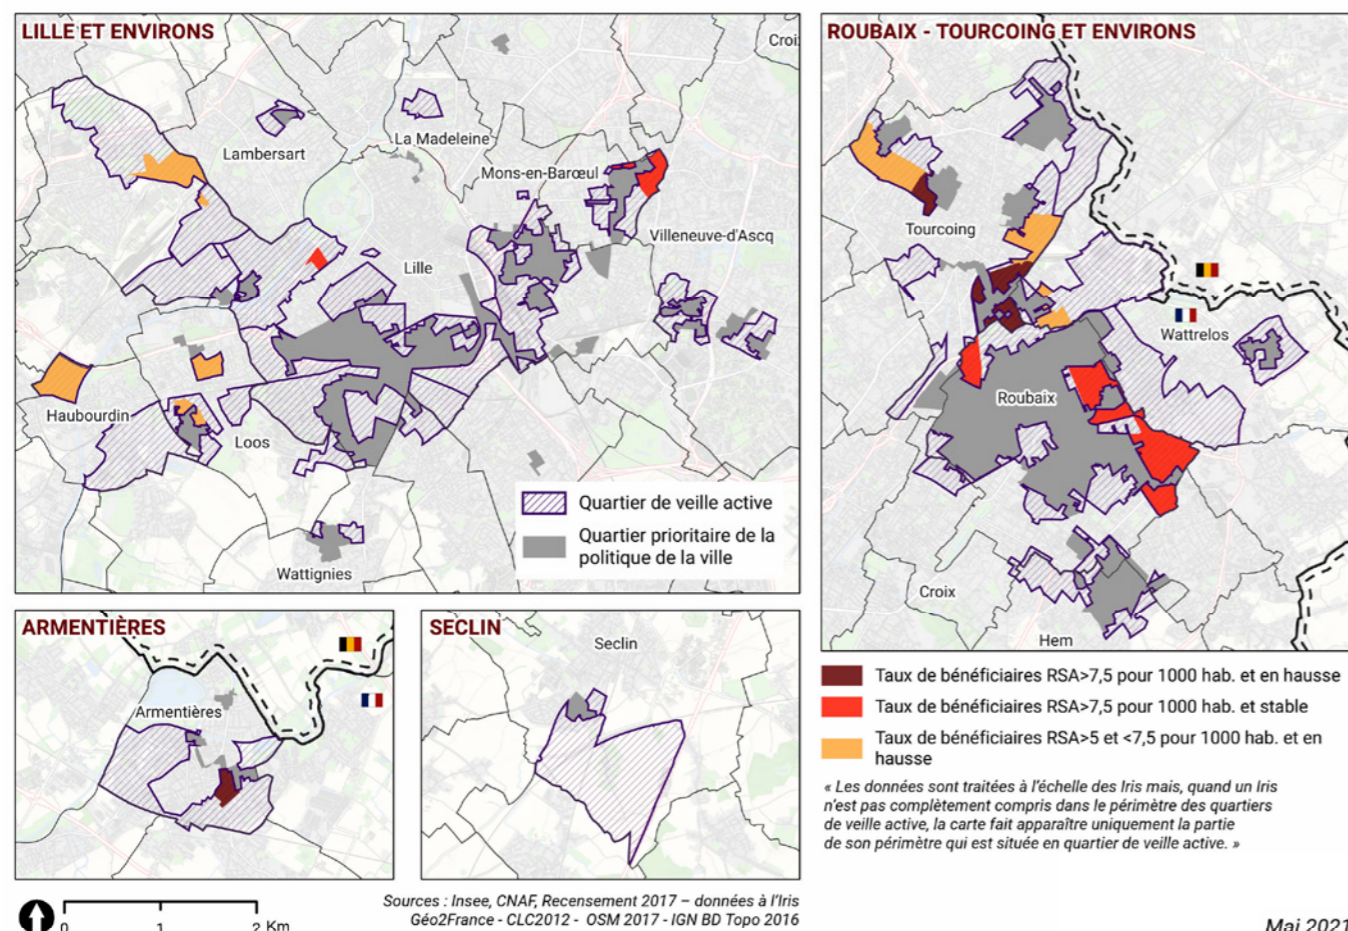 LILLE ET ENVIRONS
Croix
La Madeleine
Lambersart
Mons-en-Barœul
Villeneuve-d'Ascq
Lille
Haubourdin
Loos
Wattignies
Quartier de veille active
Quartier prioritaire de la
politique de la ville
ROUBAIX - TOURCOING ET ENVIRONS
Tourcoing
Wattrelos
Roubaix
Croix
Hem
ARMENTIÈRES
Armentières
SECLIN
Seclin
Taux de bénéficiaires RSA>7,5 pour 1000 hab. et en hausse
Taux de bénéficiaires RSA>7,5 pour 1000 hab. et stable
Taux de bénéficiaires RSA>5 et <7,5 pour 1000 hab. et en
hausse
« Les données sont traitées à l'échelle des Iris mais, quand un Iris
n'est pas complètement compris dans le périmètre des quartiers
de veille active, la carte fait apparaître uniquement la partie
de son périmètre qui est située en quartier de veille active. »
0 1 2 Km
Sources : Insee, CNAF, Recensement 2017 – données à l'Iris
Géo2France - CLC2012 - OSM 2017 - IGN BD Topo 2016
Mai 2021